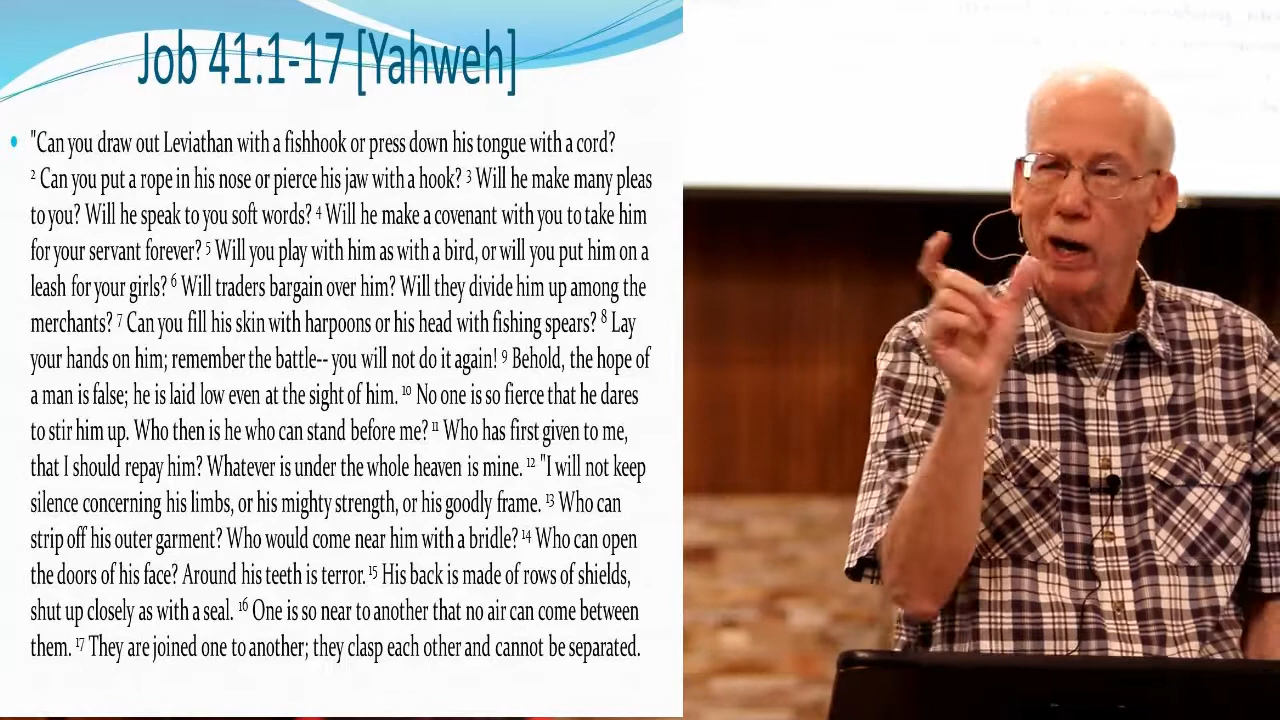 Job 41:1-17 [Yahweh]
• "Can you draw out Leviathan with a fishhook or press down his tongue with a cord?
² Can you put a rope in his nose or pierce his jaw with a hook? ³ Will he make many pleas
to you? Will he speak to you soft words? ⁴ Will he make a covenant with you to take him
for your servant forever? ⁵ Will you play with him as with a bird, or will you put him on a
leash for your girls? ⁶ Will traders bargain over him? Will they divide him up among the
merchants? ⁷ Can you fill his skin with harpoons or his head with fishing spears? ⁸ Lay
your hands on him; remember the battle-- you will not do it again! ⁹ Behold, the hope of
a man is false; he is laid low even at the sight of him. ¹⁰ No one is so fierce that he dares
to stir him up. Who then is he who can stand before me? ¹¹ Who has first given to me,
that I should repay him? Whatever is under the whole heaven is mine. ¹² "I will not keep
silence concerning his limbs, or his mighty strength, or his goodly frame. ¹³ Who can
strip off his outer garment? Who would come near him with a bridle? ¹⁴ Who can open
the doors of his face? Around his teeth is terror. ¹⁵ His back is made of rows of shields,
shut up closely as with a seal. ¹⁶ One is so near to another that no air can come between
them. ¹⁷ They are joined one to another; they clasp each other and cannot be separated.